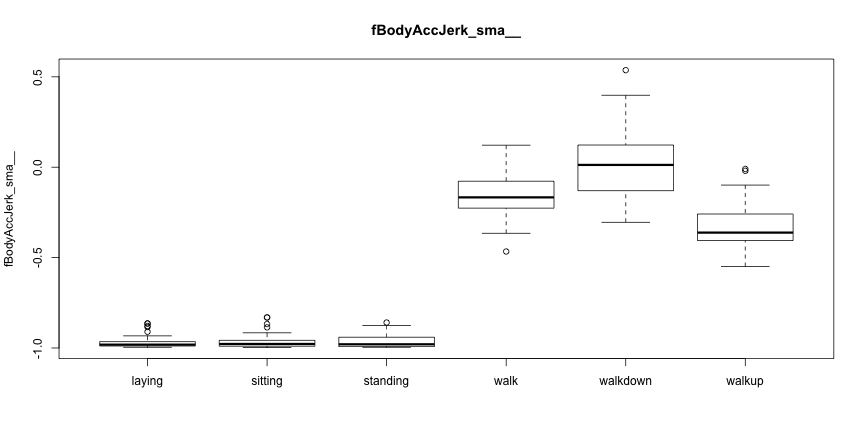 fBodyAccJerk_sma__
fBodyAccJerk_sma__
0.5
0.0
-0.5
-1.0
laying sitting standing walk walkdown walkup